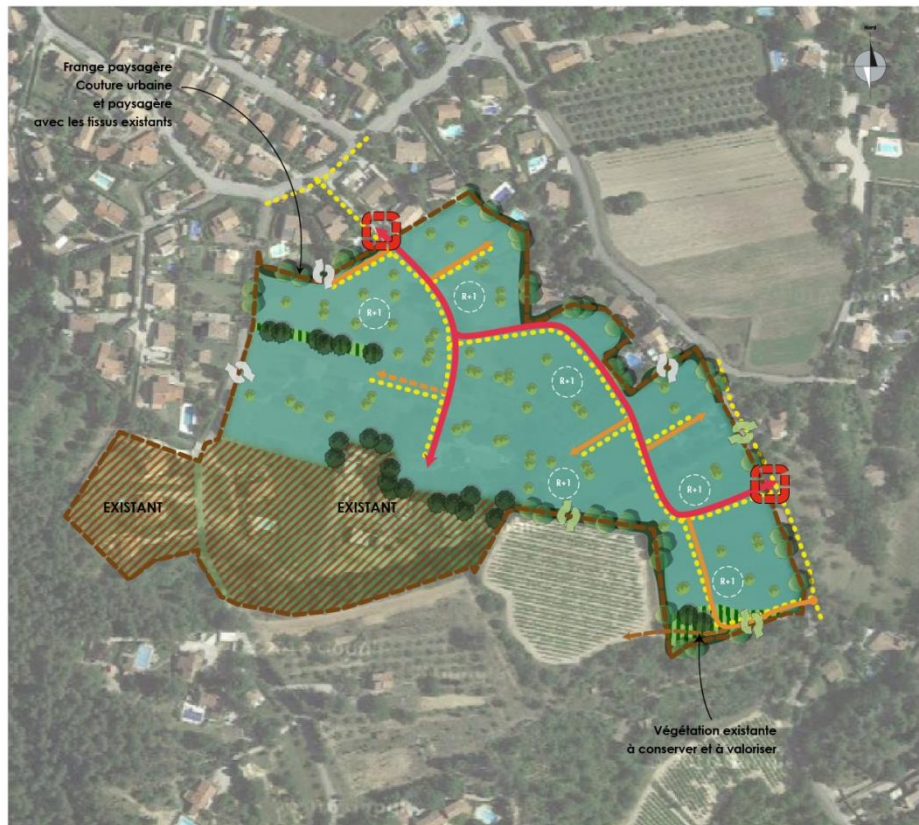 Nord
Frange paysagère
Couture urbaine
et paysagère
avec les tissus existants
R+1
R+1
R+1
R+1
R+1
R+1
EXISTANT
EXISTANT
Végétation existante
à conserver et à valoriser